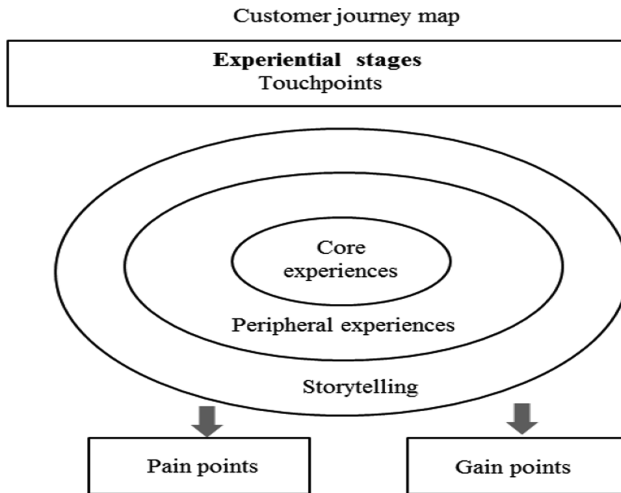 Customer journey map
Experiential stages
Touchpoints
Core
experiences
Peripheral experiences
Storytelling
Pain points
Gain points